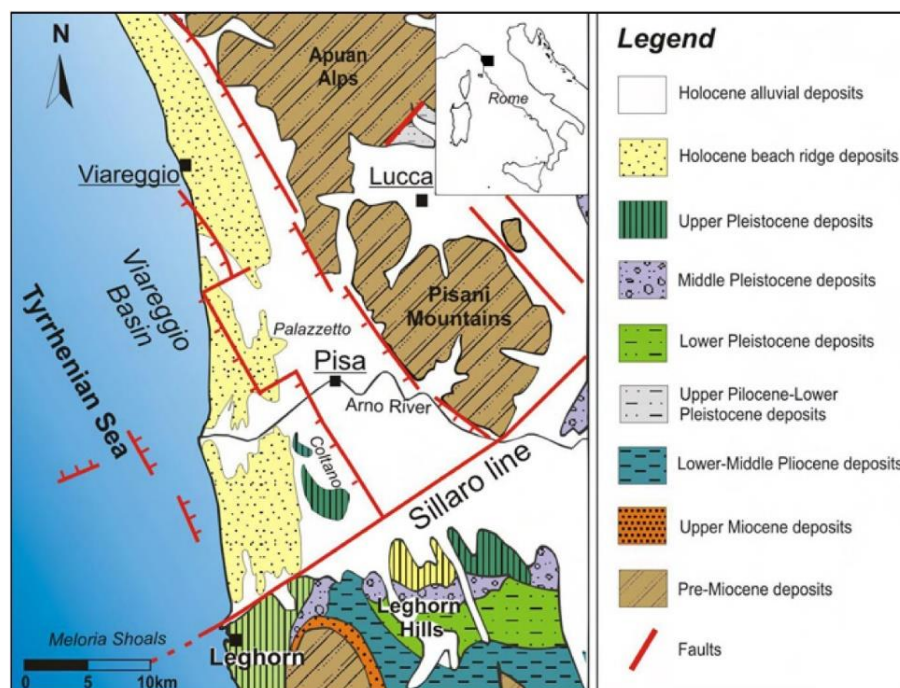 N
Apuan
Alps
Rome
Viareggio
Lucca
Viareggio
Basin
Pisani
Mountains
Palazzetto
Pisa
Tyrrhenian Sea
Arno River
Coltano
Sillaro line
Leghorn
Hills
Meloria Shoals
Leghorn
0 5 10km
Legend
Holocene alluvial deposits
Holocene beach ridge deposits
Upper Pleistocene deposits
Middle Pleistocene deposits
Lower Pleistocene deposits
Upper Pilocene-Lower
Pleistocene deposits
Lower-Middle Pliocene deposits
Upper Miocene deposits
Pre-Miocene deposits
Faults